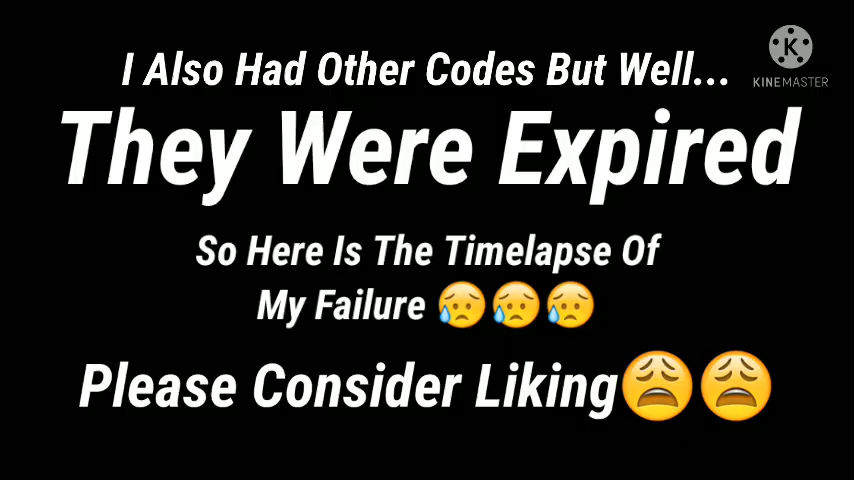 I Also Had Other Codes But Well...
K
KINEMASTER
They Were Expired
So Here Is The Timelapse Of
My Failure 😥😥😥
Please Consider Liking😩😩